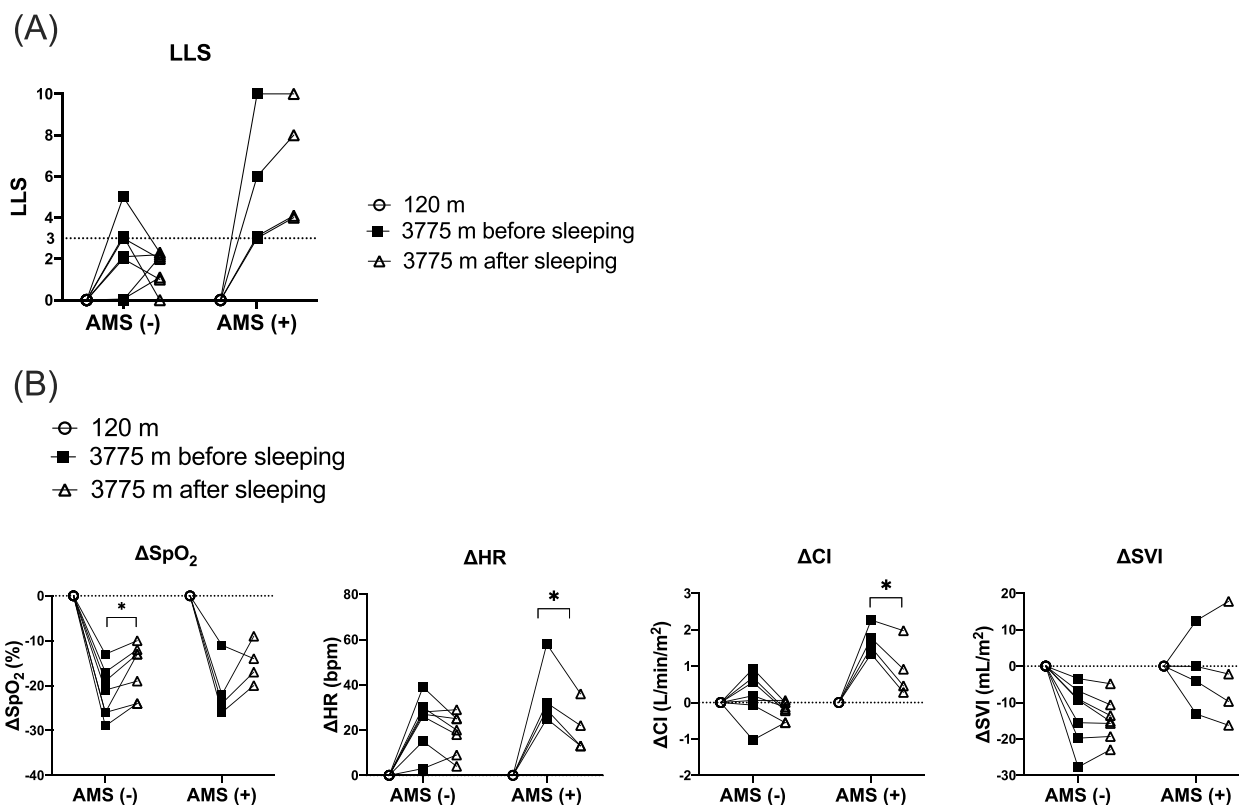 (A)
LLS
10
8
6
4
3
2
0
LLS
AMS (-)
AMS (+)
120 m
3775 m before sleeping
3775 m after sleeping
(B)
120 m
3775 m before sleeping
3775 m after sleeping
ΔSpO2
0
-10
-20
-30
-40
ΔSpO2 (%)
*
AMS (-)
AMS (+)
ΔHR
80
60
40
20
0
ΔHR (bpm)
*
AMS (-)
AMS (+)
ΔCI
3
2
1
0
-1
-2
ΔCI (L/min/m2)
*
AMS (-)
AMS (+)
ΔSVI
20
10
0
-10
-20
-30
ΔSVI (mL/m2)
AMS (-)
AMS (+)